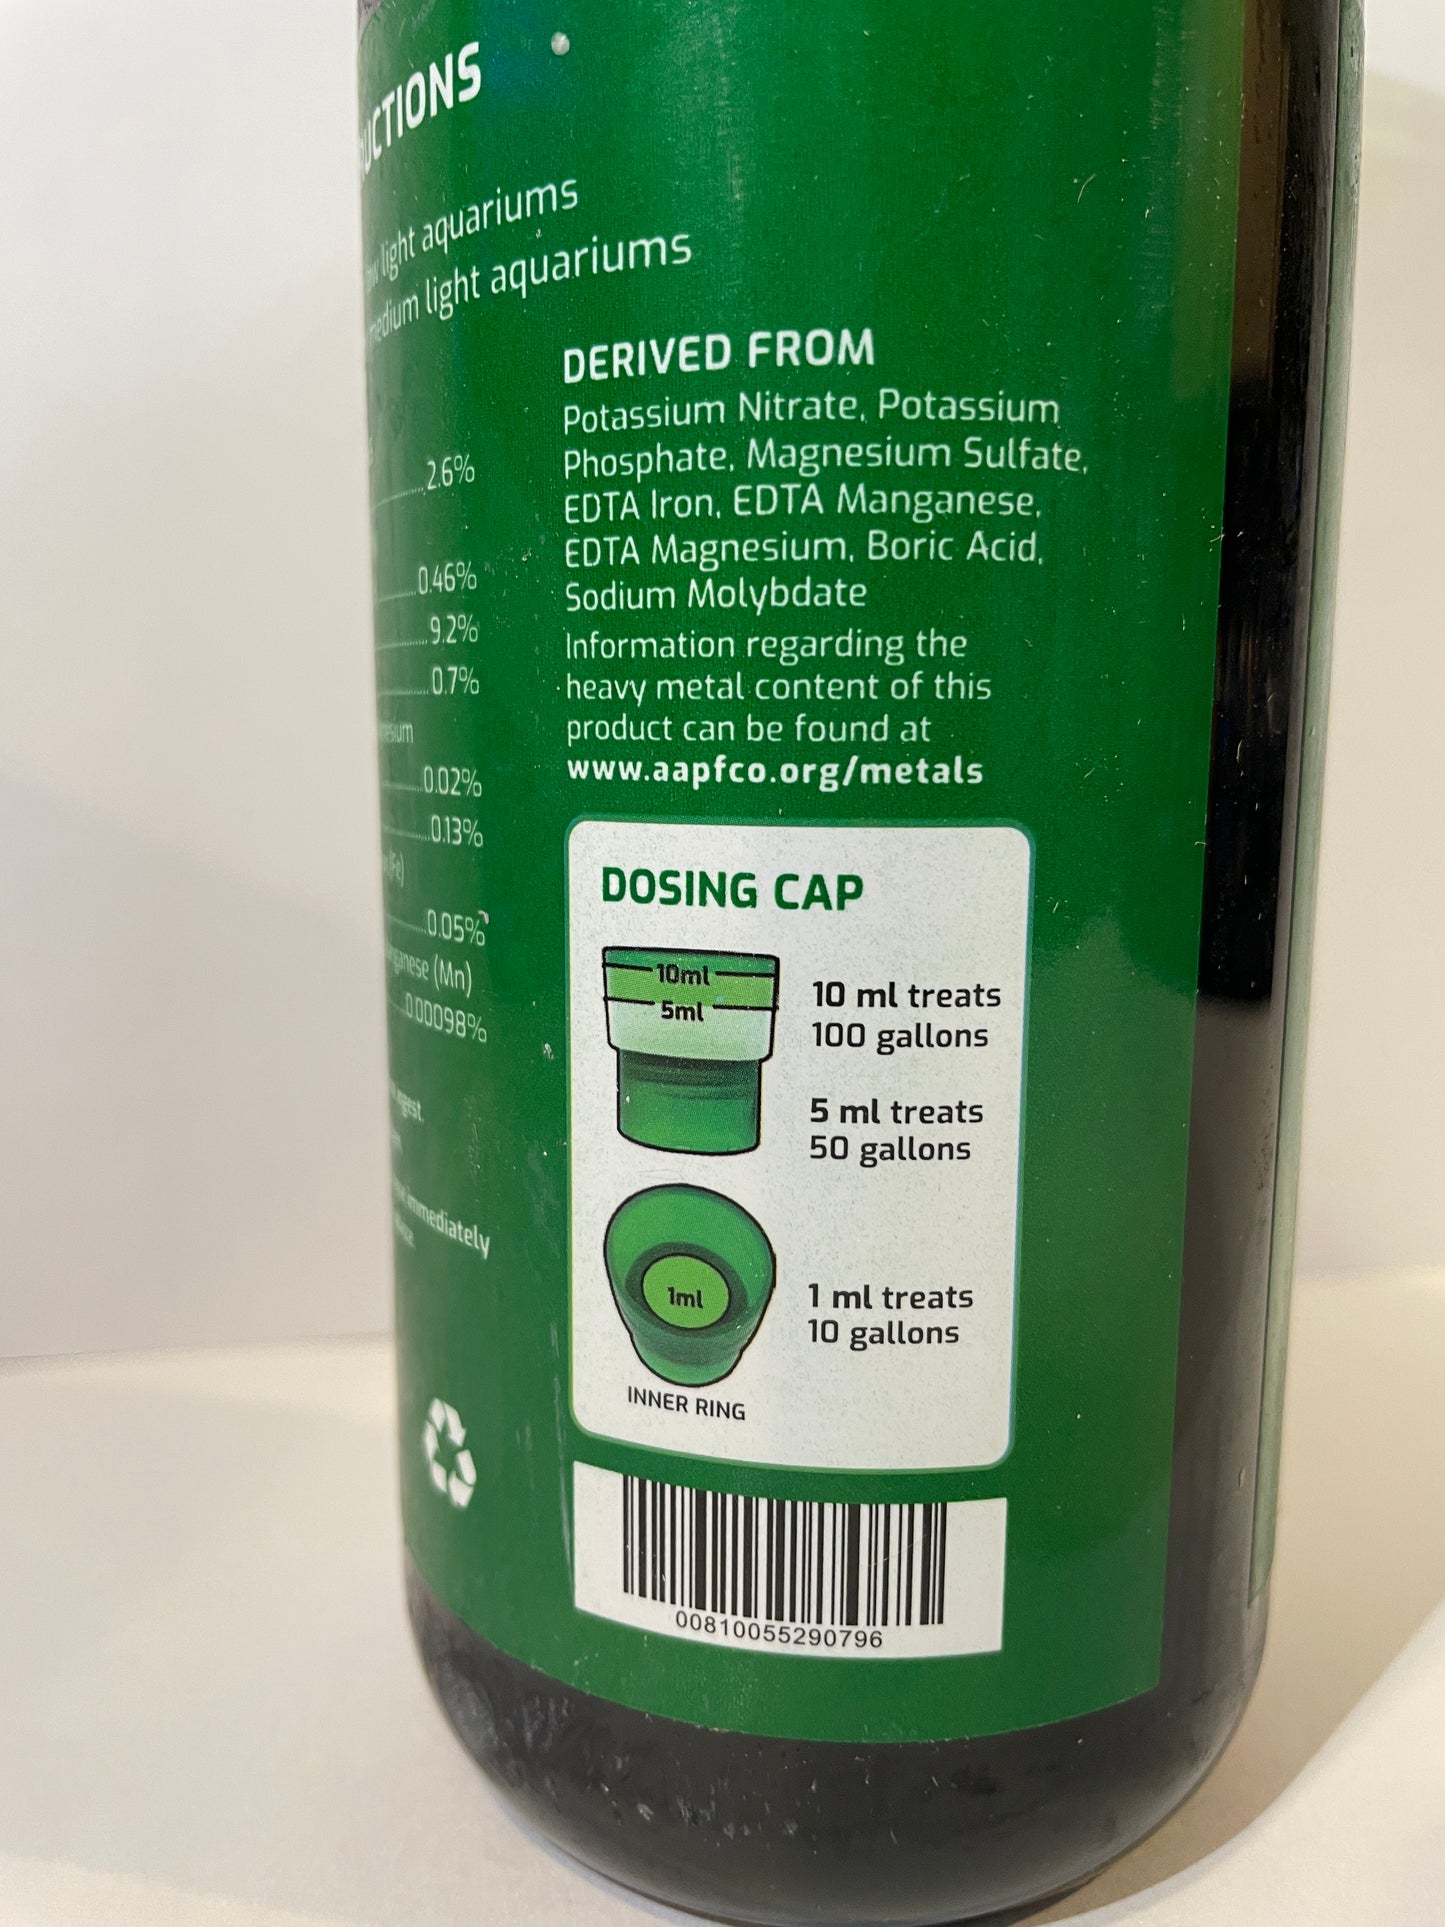 light aquariums
medium light aquariums
2.6%
0.46%
9.2%
0.7%
0.02%
0.13%
(Fe)
0.05%
(Mn)
0.00098%
immediately
DERIVED FROM
Potassium Nitrate, Potassium
Phosphate, Magnesium Sulfate,
EDTA Iron, EDTA Manganese,
EDTA Magnesium, Boric Acid,
Sodium Molybdate
Information regarding the
heavy metal content of this
product can be found at
www.aapfco.org/metals
DOSING CAP
10ml
5ml
10 ml treats
100 gallons
5 ml treats
50 gallons
1ml
1 ml treats
10 gallons
INNER RING
00810055290796